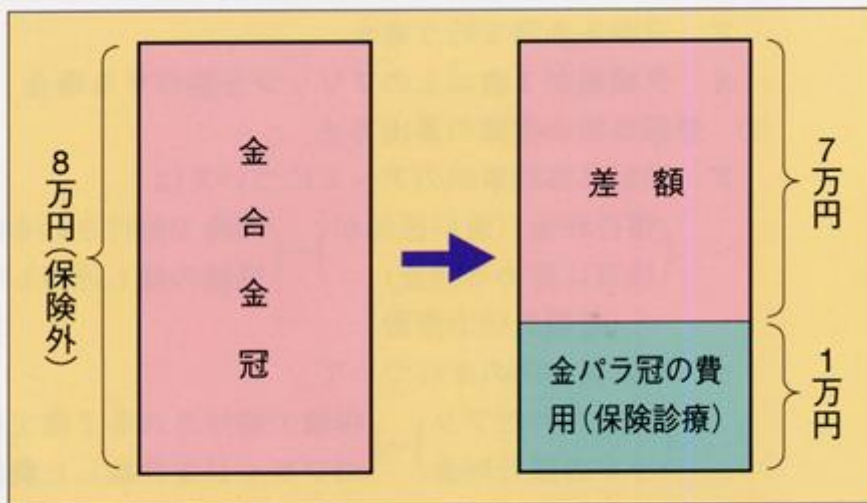 8万円(保険外)
金合金冠
差　額
金パラ冠の費
用(保険診療)
7万円
1万円